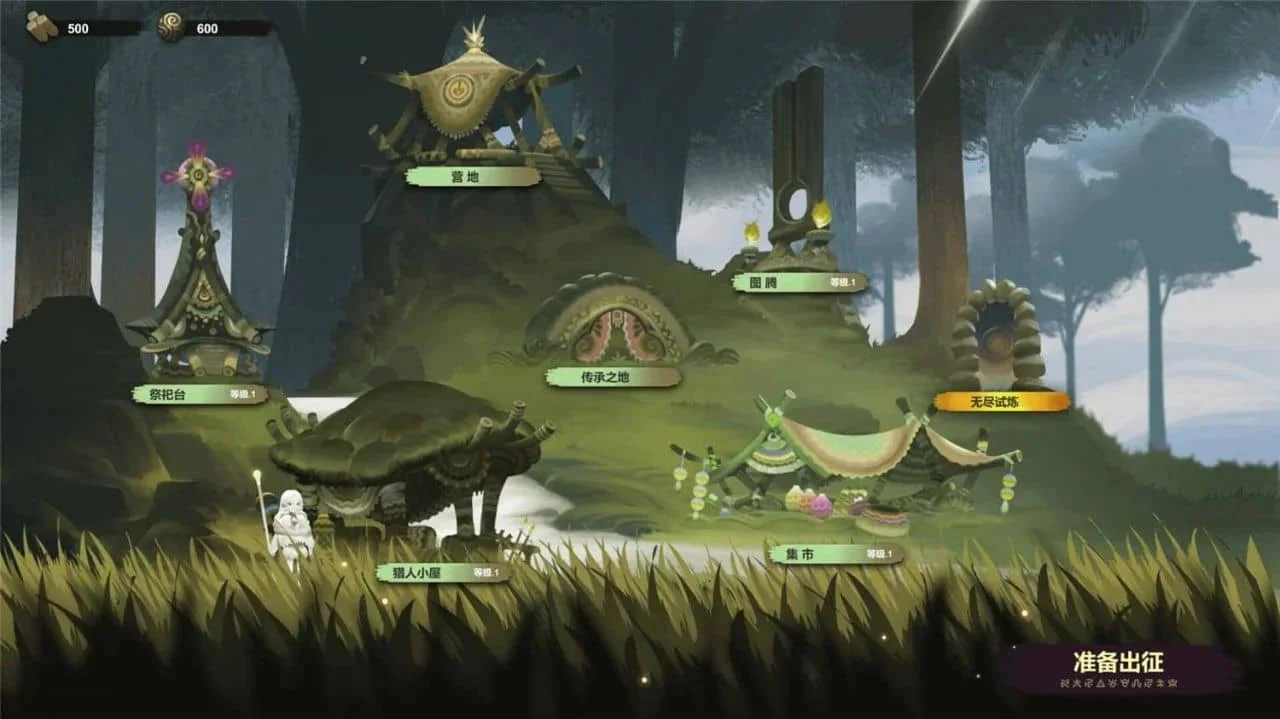 500
600
营地
图腾 等级.1
传承之地
祭祀台 等级.1
无尽试炼
集市 等级.1
猎人小屋 等级.1
准备出征